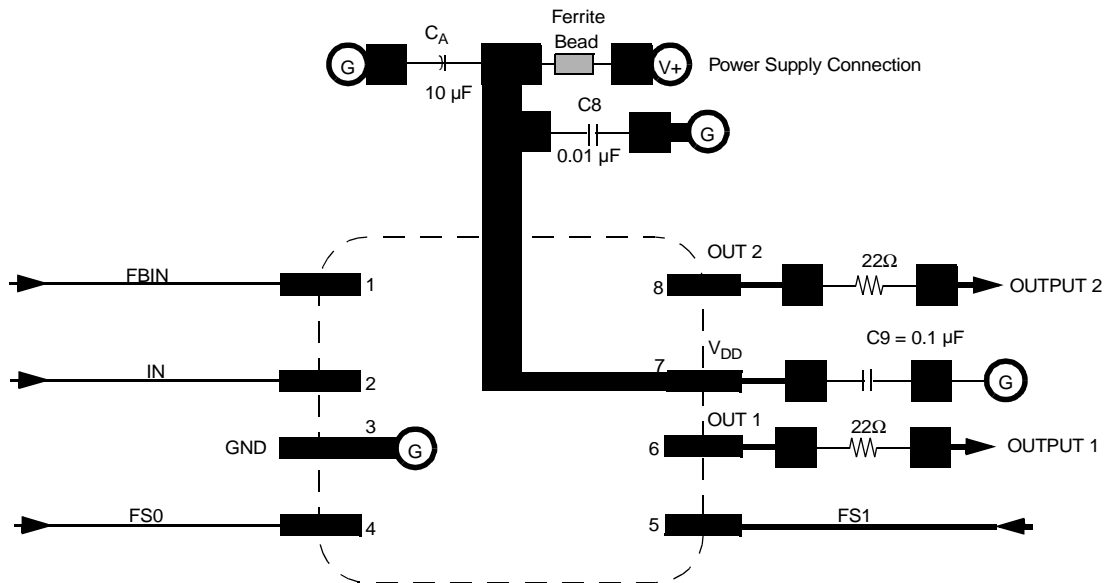 Ferrite
Bead
CA
G
V+
Power Supply Connection
10 µF
C8
G
0.01 µF
OUT 2
22Ω
FBIN
1
8
OUTPUT 2
VDD
C9 = 0.1 µF
IN
2
7
G
3
OUT 1
22Ω
GND
G
6
OUTPUT 1
FS0
4
5
FS1